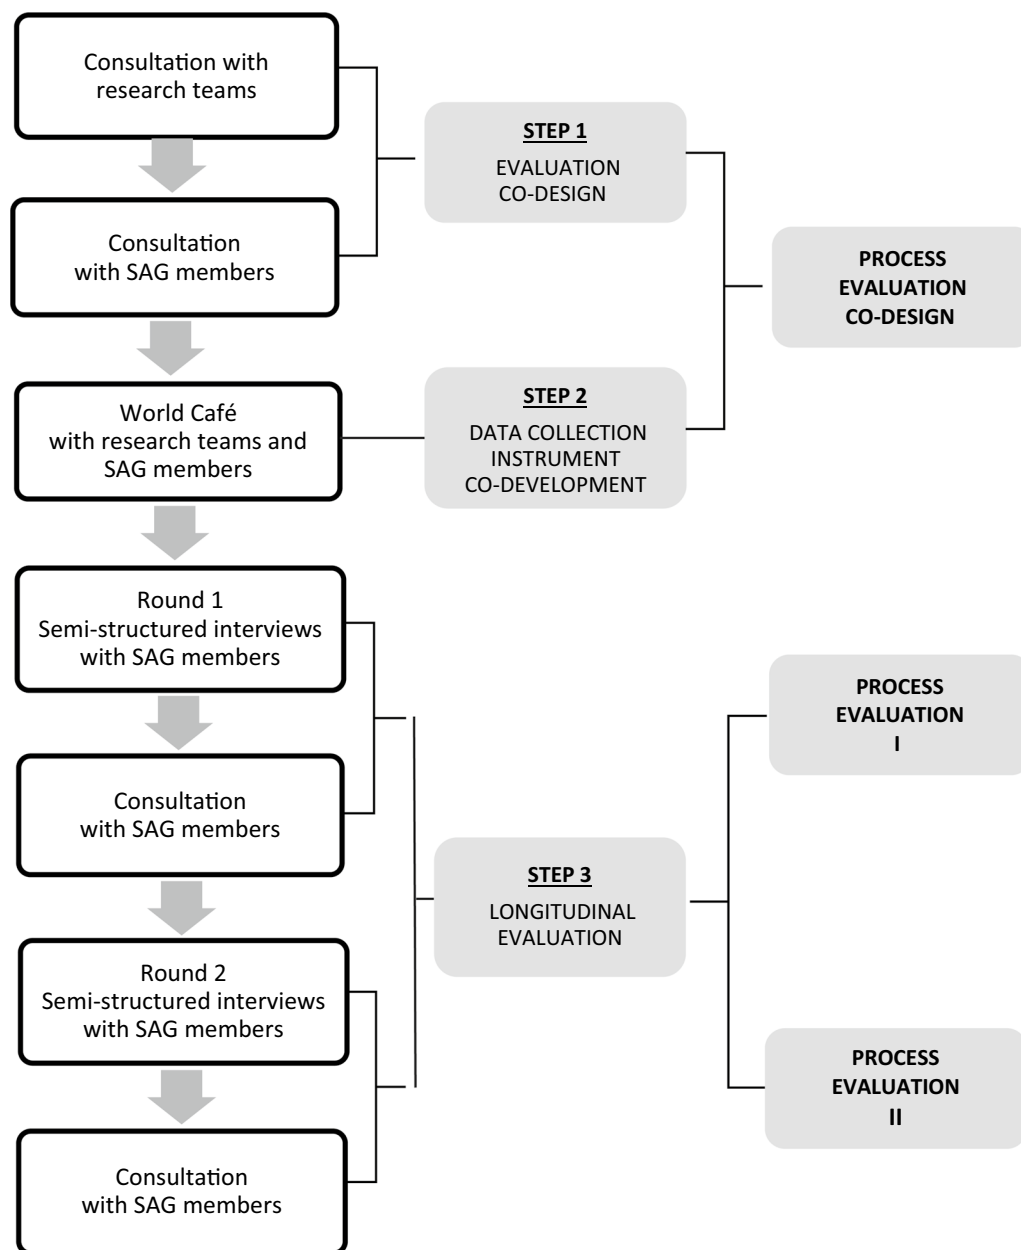 Consultation with
research teams
Consultation
with SAG members
World Café
with research teams and
SAG members
Round 1
Semi-structured interviews
with SAG members
Consultation
with SAG members
Round 2
Semi-structured interviews
with SAG members
Consultation
with SAG members
STEP 1
EVALUATION
CO-DESIGN
STEP 2
DATA COLLECTION
INSTRUMENT
CO-DEVELOPMENT
STEP 3
LONGITUDINAL
EVALUATION
PROCESS
EVALUATION
CO-DESIGN
PROCESS
EVALUATION
I
PROCESS
EVALUATION
II